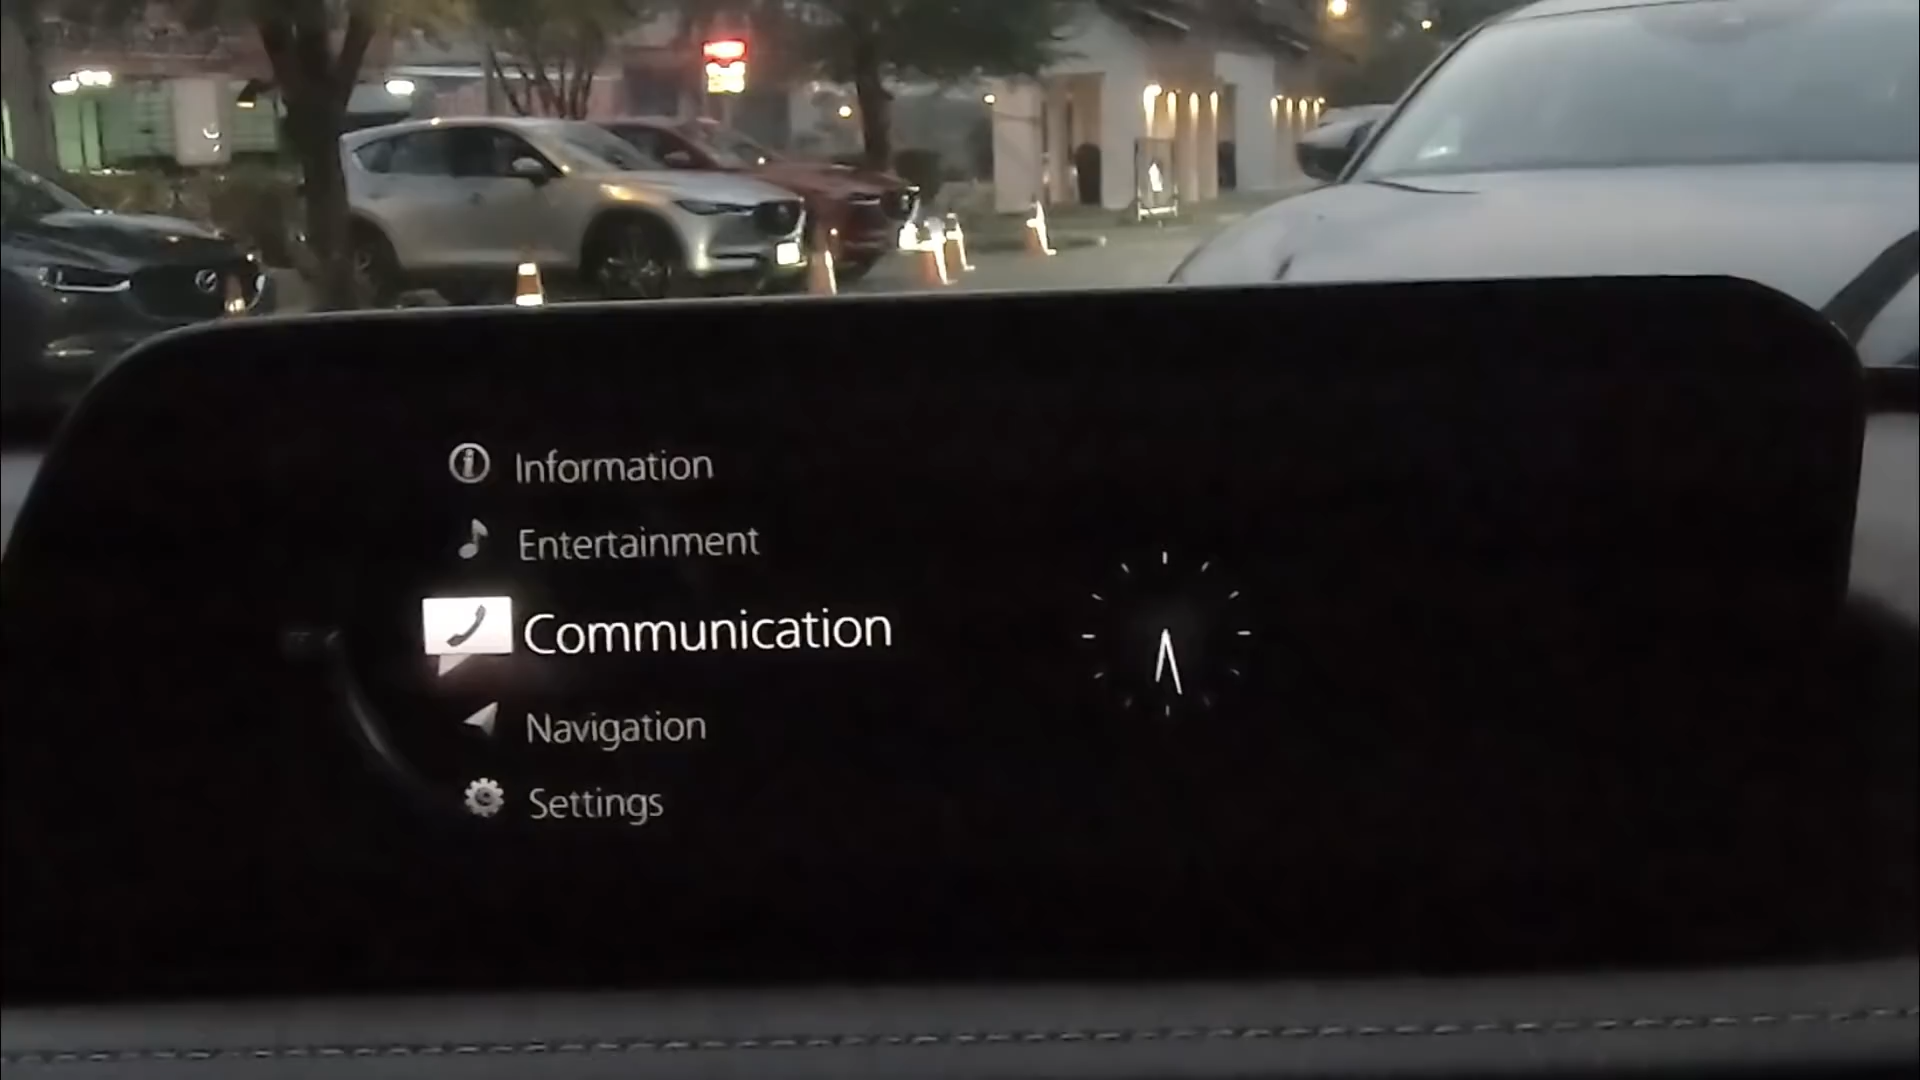 Information
Entertainment
Communication
Navigation
Settings